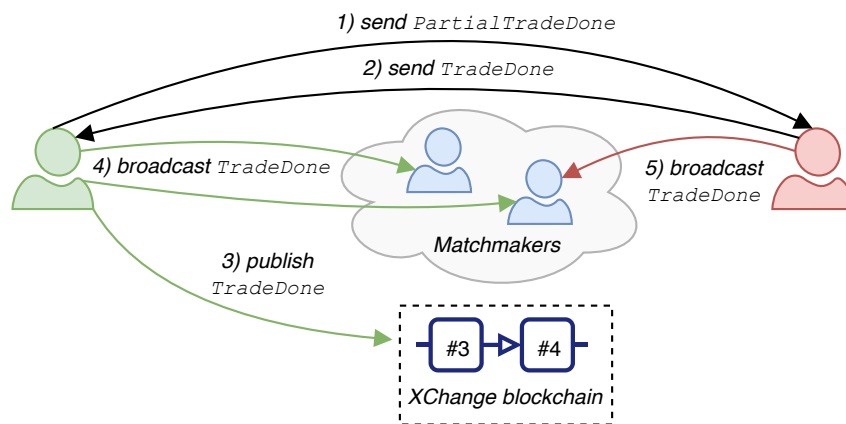 1) send PartialTradeDone
2) send TradeDone
4) broadcast TradeDone
5) broadcast
TradeDone
Matchmakers
3) publish
TradeDone
#3
#4
XChange blockchain